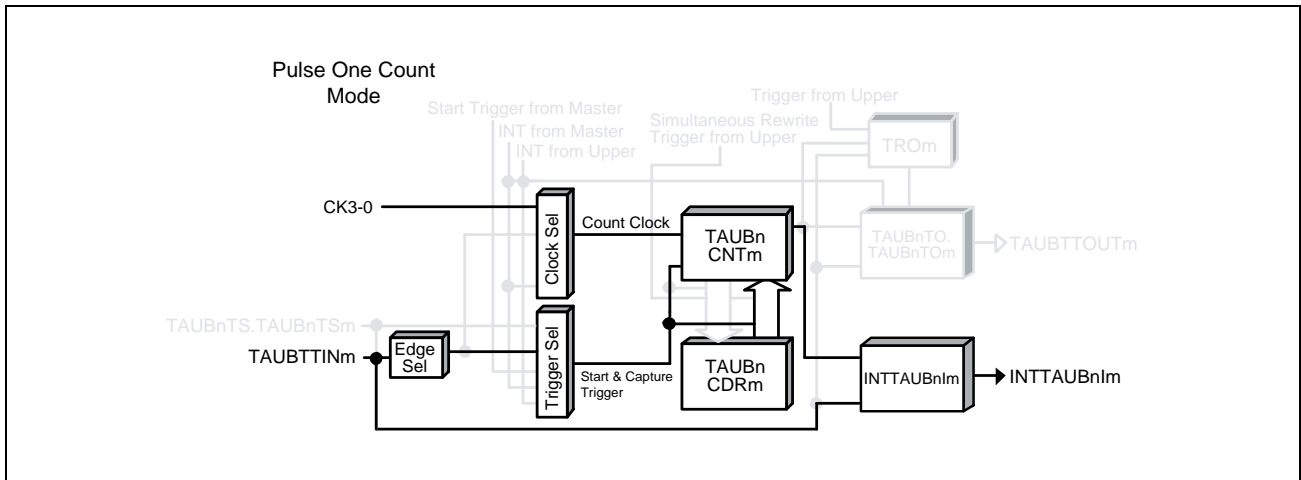 Pulse One Count
Mode
Start Trigger from Master
INT from Master
INT from Upper
Simultaneous Rewrite
Trigger from Upper
Trigger from Upper
TROm
CK3-0
Clock Sel
Count Clock
TAUBn
CNTm
TAUBnTO.
TAUBnTOm
TAUBTTOUTm
TAUBnTS.TAUBnTSm
TAUBTTINm
Edge
Sel
Trigger Sel
Start & Capture
Trigger
TAUBn
CDRm
INTTAUBnIm
INTTAUBnIm